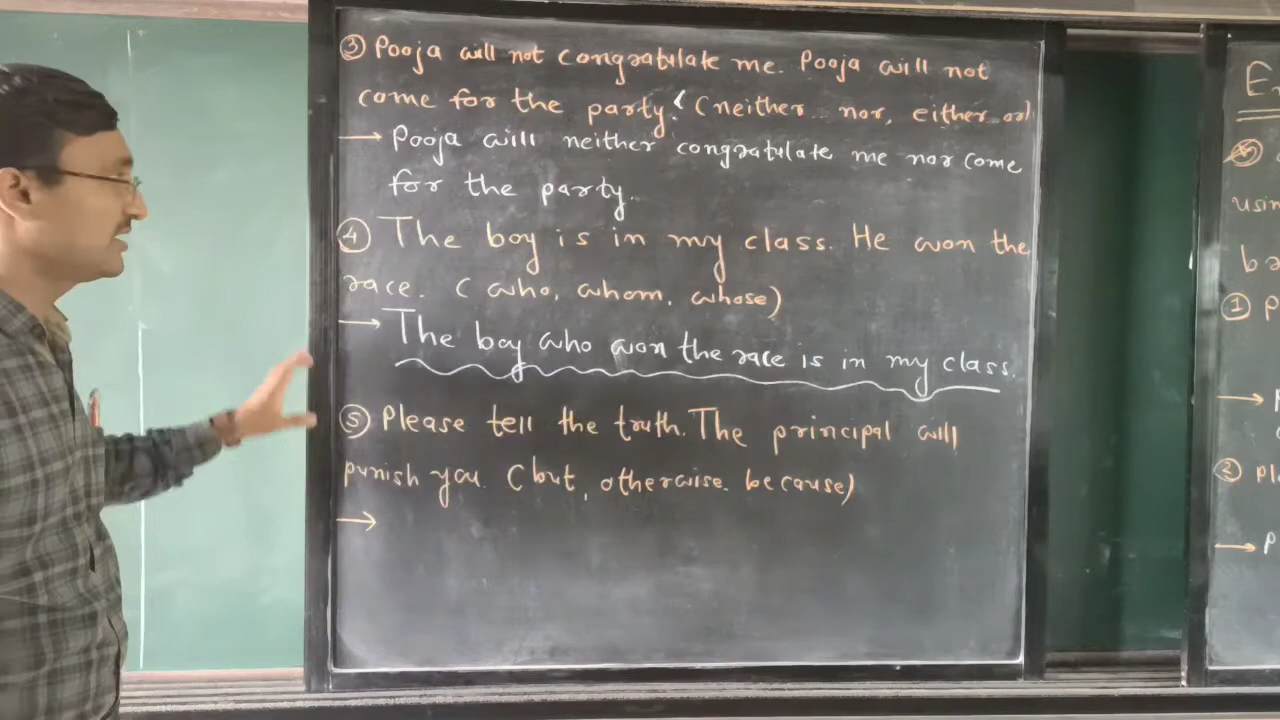 ③ Pooja will not congratulate me. Pooja will not
come for the party. (neither.. nor, either or)
→ Pooja will neither congratulate me nor come
for the party.
④ The boy is in my class. He won the
race. (who, whom, whose)
→ The boy who won the race is in my class.
⑤ Please tell the truth. The principal will
punish you. (but, otherwise. because)
→
①
→
②
→